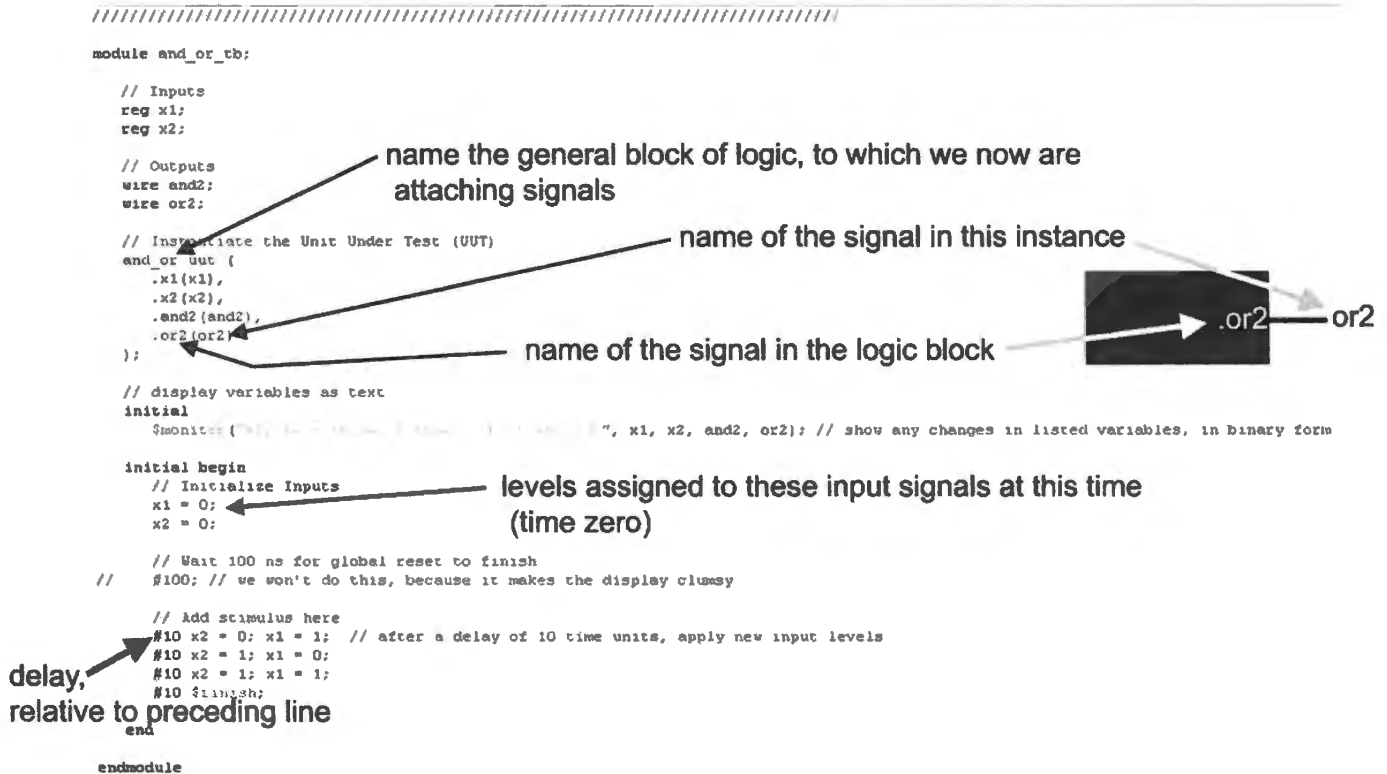 ////////////////////////////////////////////////////////////////////////////////
module and_or_tb;
// Inputs
reg x1;
reg x2;
// Outputs
wire and2;
wire or2;
name the general block of logic, to which we now are
attaching signals
// Instantiate the Unit Under Test (UUT)
and_or uut (
.x1(x1),
.x2(x2),
.and2(and2),
.or2(or2)
);
name of the signal in this instance
.or2 or2
name of the signal in the logic block
// display variables as text
initial
$monitor(", x1, x2, and2, or2); // show any changes in listed variables, in binary form
initial begin
// Initialize Inputs
x1 = 0;
x2 = 0;
levels assigned to these input signals at this time
(time zero)
// Wait 100 ns for global reset to finish
// #100; // we won't do this, because it makes the display clumsy
// Add stimulus here
#10 x2 = 0; x1 = 1; // after a delay of 10 time units, apply new input levels
#10 x2 = 1; x1 = 0;
#10 x2 = 1; x1 = 1;
#10 $finish;
delay,
relative to preceding line
end
endmodule